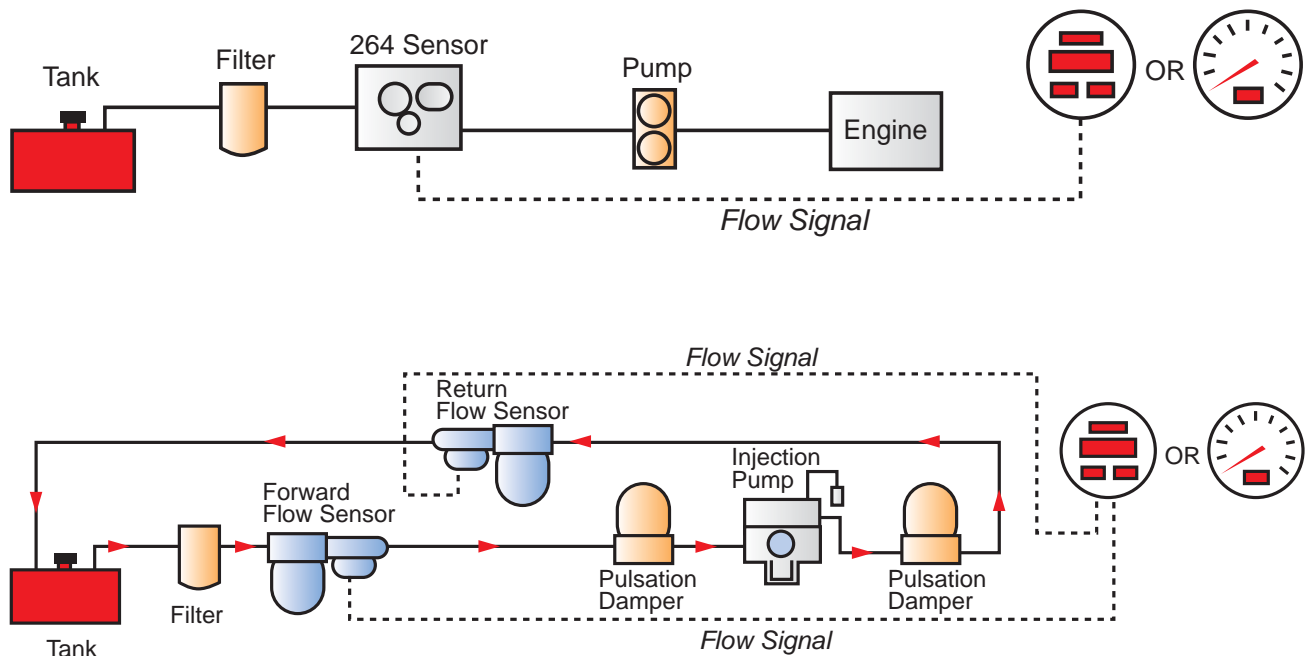 264 Sensor
Filter
Tank
Pump
OR
Engine
Flow Signal
Flow Signal
Return
Flow Sensor
Injection
Pump
OR
Forward
Flow Sensor
Pulsation
Damper
Pulsation
Damper
Filter
Flow Signal
Tank